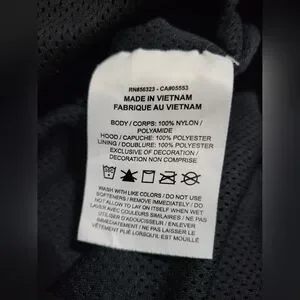 RN#56323 - CA#05553
MADE IN VIETNAM
FABRIQUE AU VIETNAM
BODY / CORPS: 100% NYLON /
POLYAMIDE
HOOD / CAPUCHE: 100% POLYESTER
LINING / DOUBLURE: 100% POLYESTER
EXCLUSIVE OF DECORATION /
DECORATION NON COMPRISE
WASH WITH LIKE COLORS / DO NOT USE
SOFTENERS / REMOVE IMMEDIATELY / DO
NOT ALLOW TO LAY ON ITSELF WHEN WET
LAVER AVEC COULEURS SIMILAIRES / NE PAS
UTILISER D'ADOUCISSANT / ENLEVER
IMMEDIATEMENT / NE PAS LAISSER LE
VÊTEMENT PLIÉ LORSQU'IL EST MOUILLÉ